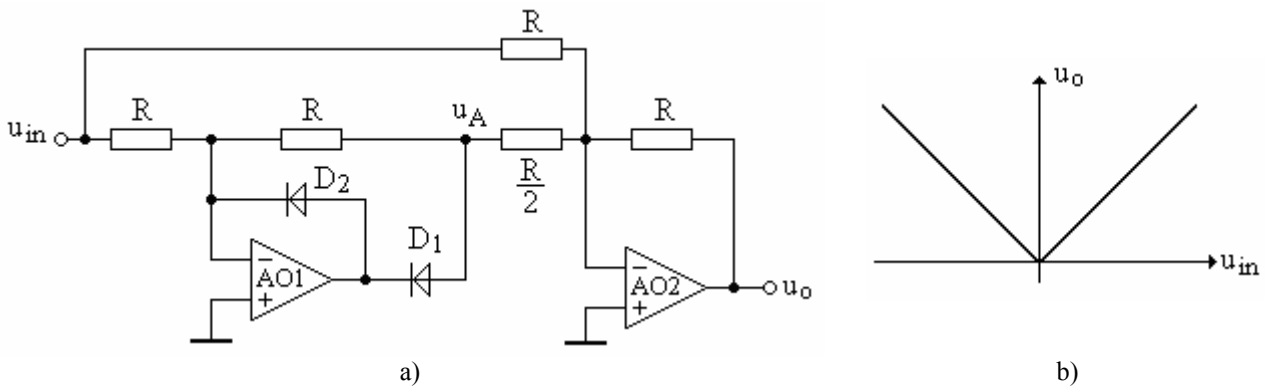 R
R
R
u_A
R
u_in
R/2
D₂
D₁
−
AO1
+
−
AO2
+
u_o
u_o
u_in
a)
b)